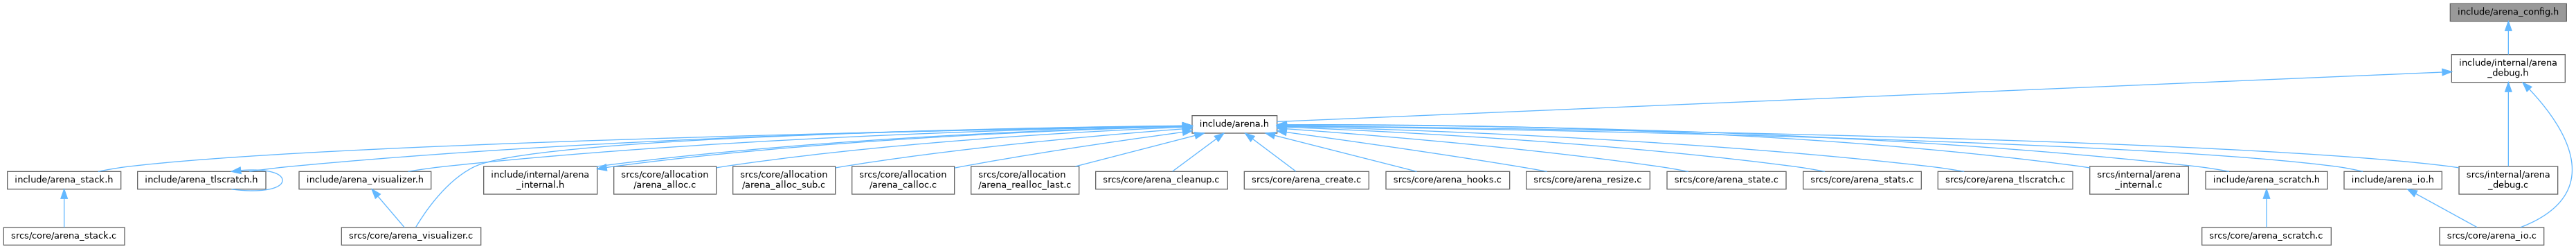 include/arena_config.h
include/internal/arena
_debug.h
include/arena.h
include/arena_stack.h
include/arena_tlscratch.h
include/arena_visualizer.h
include/internal/arena
_internal.h
srcs/core/allocation
/arena_alloc.c
srcs/core/allocation
/arena_alloc_sub.c
srcs/core/allocation
/arena_calloc.c
srcs/core/allocation
/arena_realloc_last.c
srcs/core/arena_cleanup.c
srcs/core/arena_create.c
srcs/core/arena_hooks.c
srcs/core/arena_resize.c
srcs/core/arena_state.c
srcs/core/arena_stats.c
srcs/core/arena_tlscratch.c
srcs/internal/arena
_internal.c
include/arena_scratch.h
include/arena_io.h
srcs/internal/arena
_debug.c
srcs/core/arena_stack.c
srcs/core/arena_visualizer.c
srcs/core/arena_scratch.c
srcs/core/arena_io.c